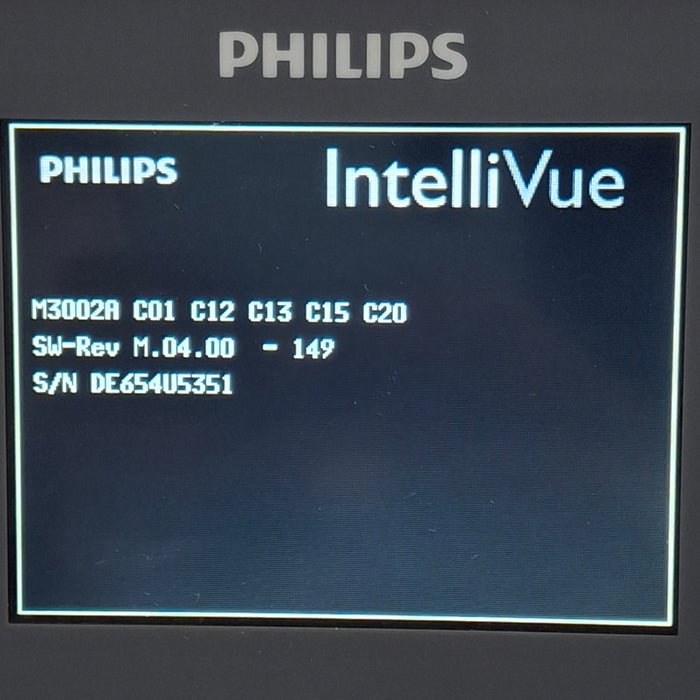 PHILIPS
PHILIPS IntelliVue
M3002A C01 C12 C13 C15 C20
SW-Rev M.04.00 - 149
S/N DE654U5351